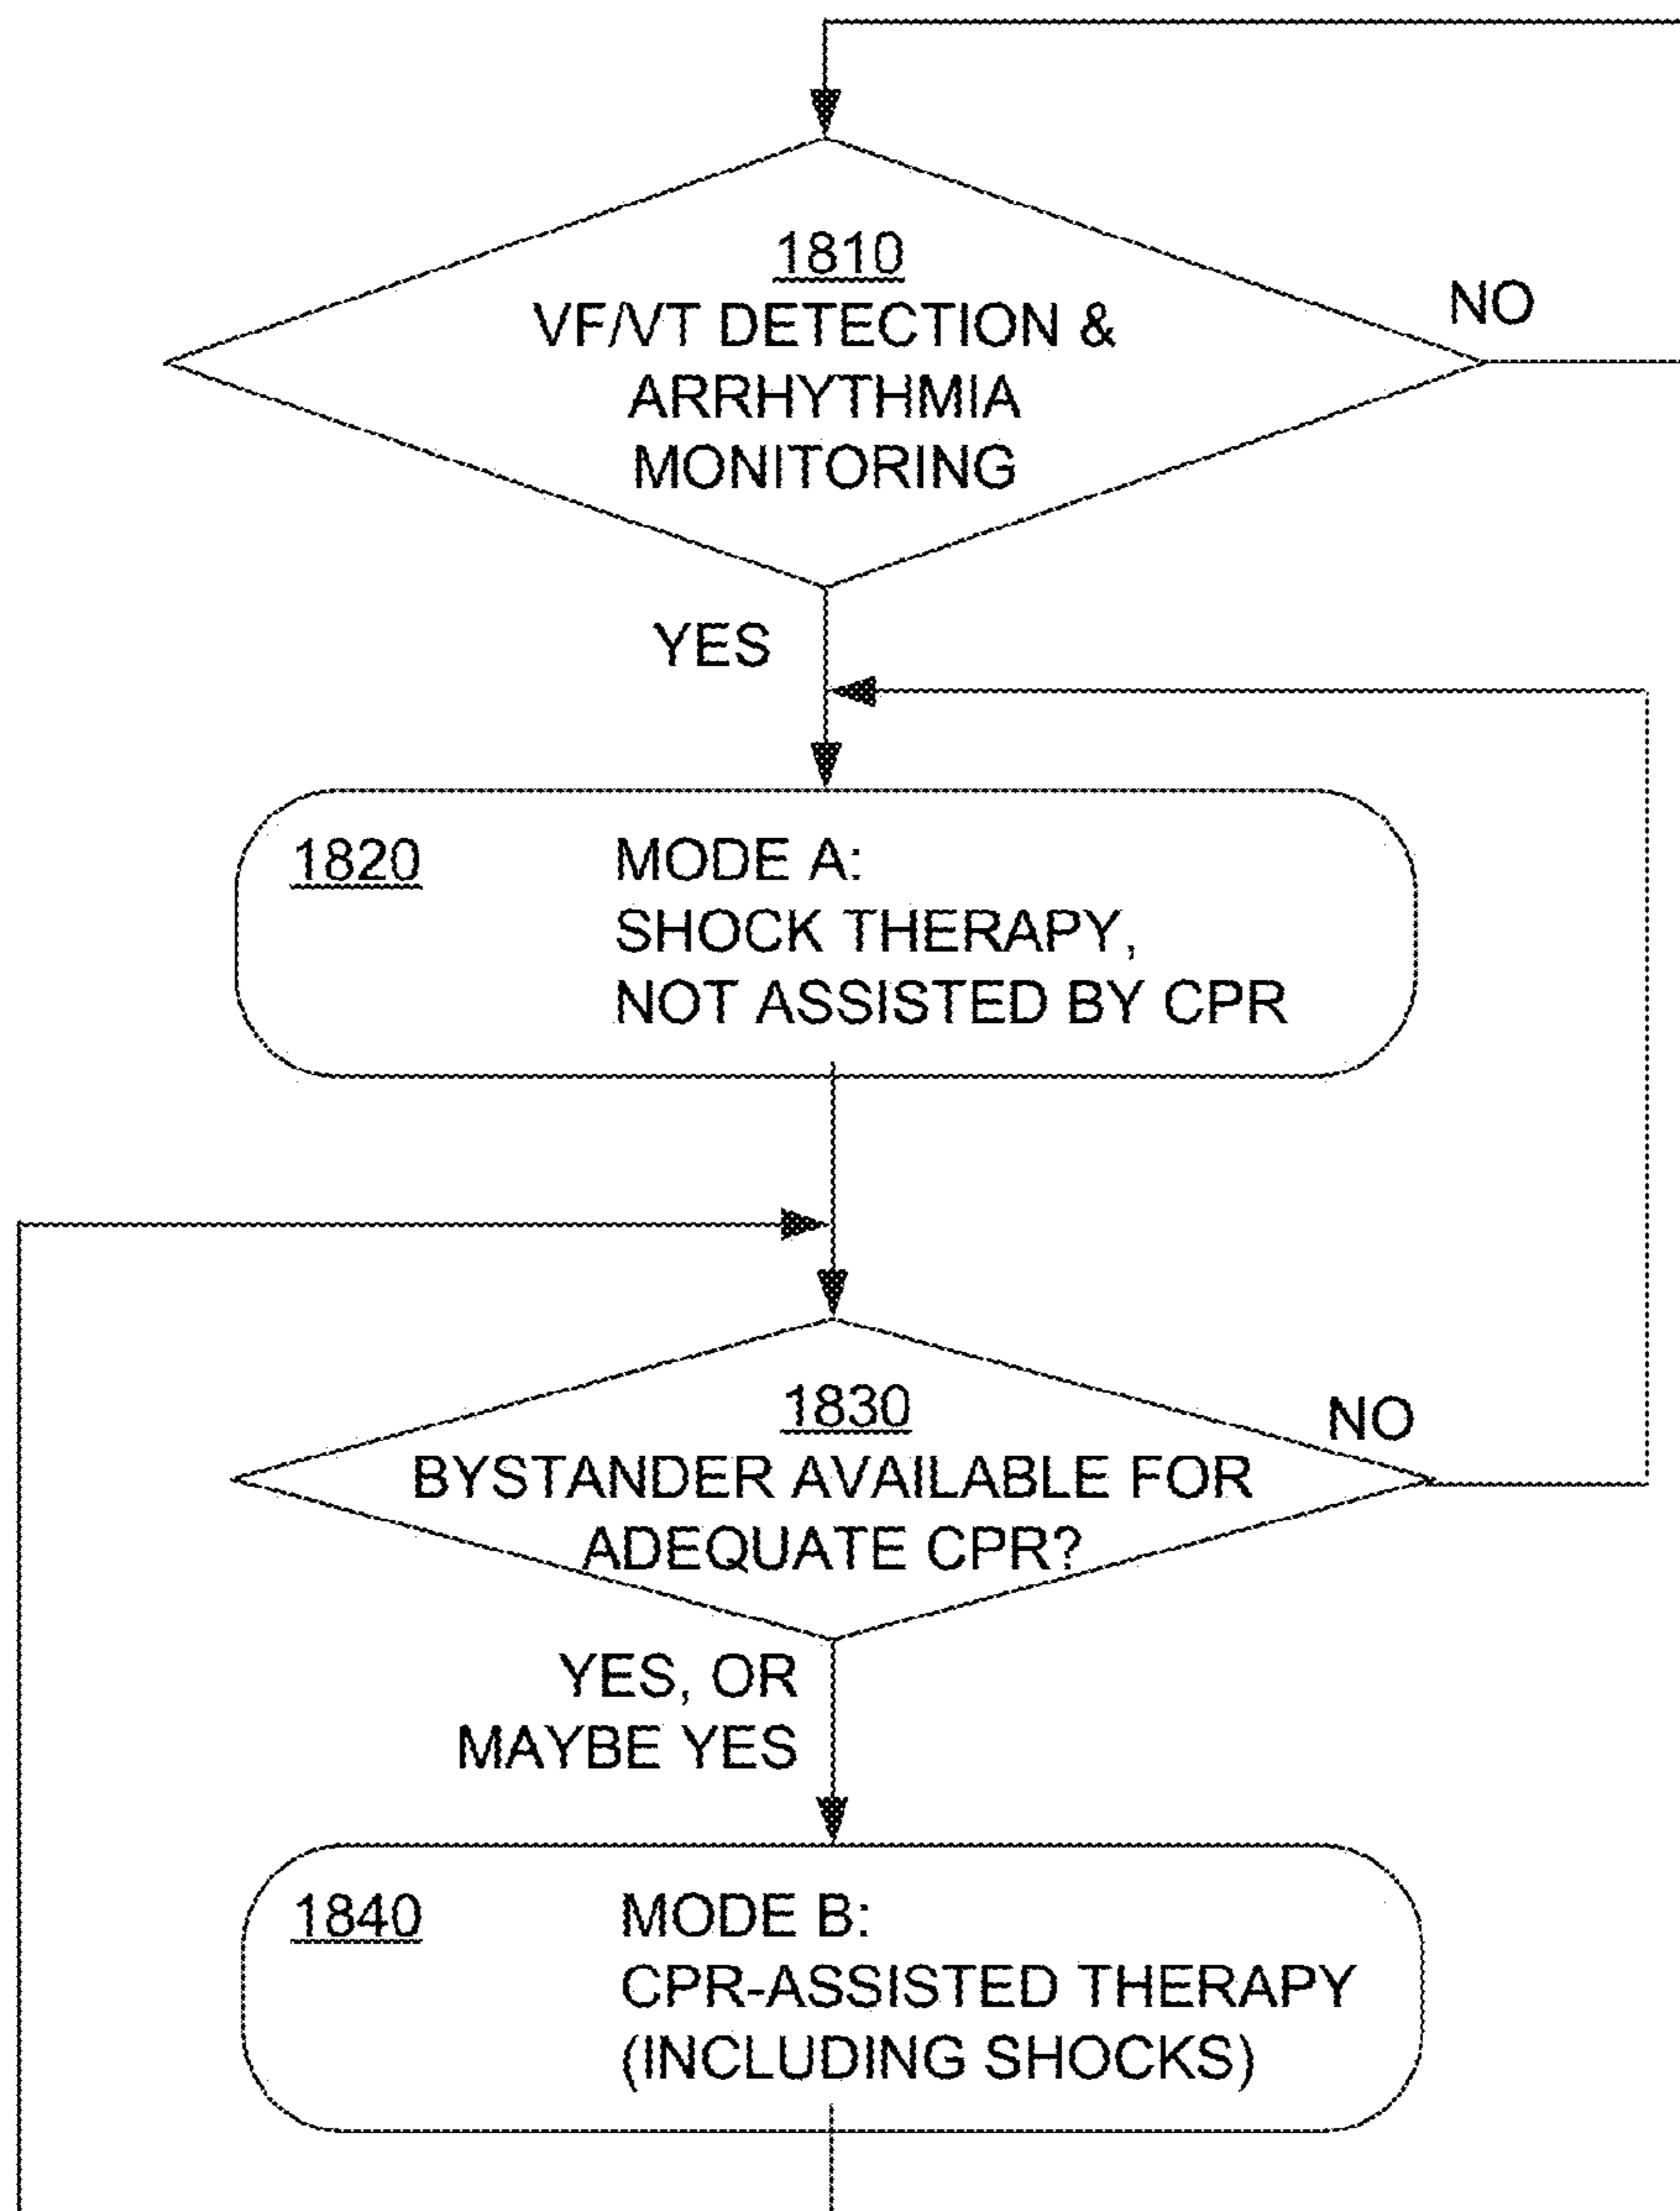 1810
VF/VT DETECTION &
ARRHYTHMIA
MONITORING
NO
YES
1820
MODE A:
SHOCK THERAPY,
NOT ASSISTED BY CPR
1830
NO
BYSTANDER AVAILABLE FOR
ADEQUATE CPR?
YES, OR
MAYBE YES
1840
MODE B:
CPR-ASSISTED THERAPY
(INCLUDING SHOCKS)